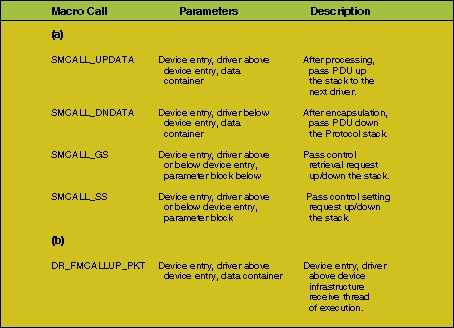 Macro Call Parameters Description
(a)
SMCALL_UPDATA Device entry, driver above After processing,
device entry, data pass PDU up
container the stack to the
next driver.
SMCALL_DNDATA Device entry, driver below After encapsulation,
device entry, data pass PDU down
container the Protocol stack.
SMCALL_GS Device entry, driver above Pass control
or below device entry, retrieval request
parameter block below up/down the stack.
SMCALL_SS Device entry, driver above Pass control setting
or below device entry, request up/down
parameter block the stack.
(b)
DR_FMCALLUP_PKT Device entry, driver above Device entry, driver
device entry, data container above device
infrastructure
receive thread
of execution.